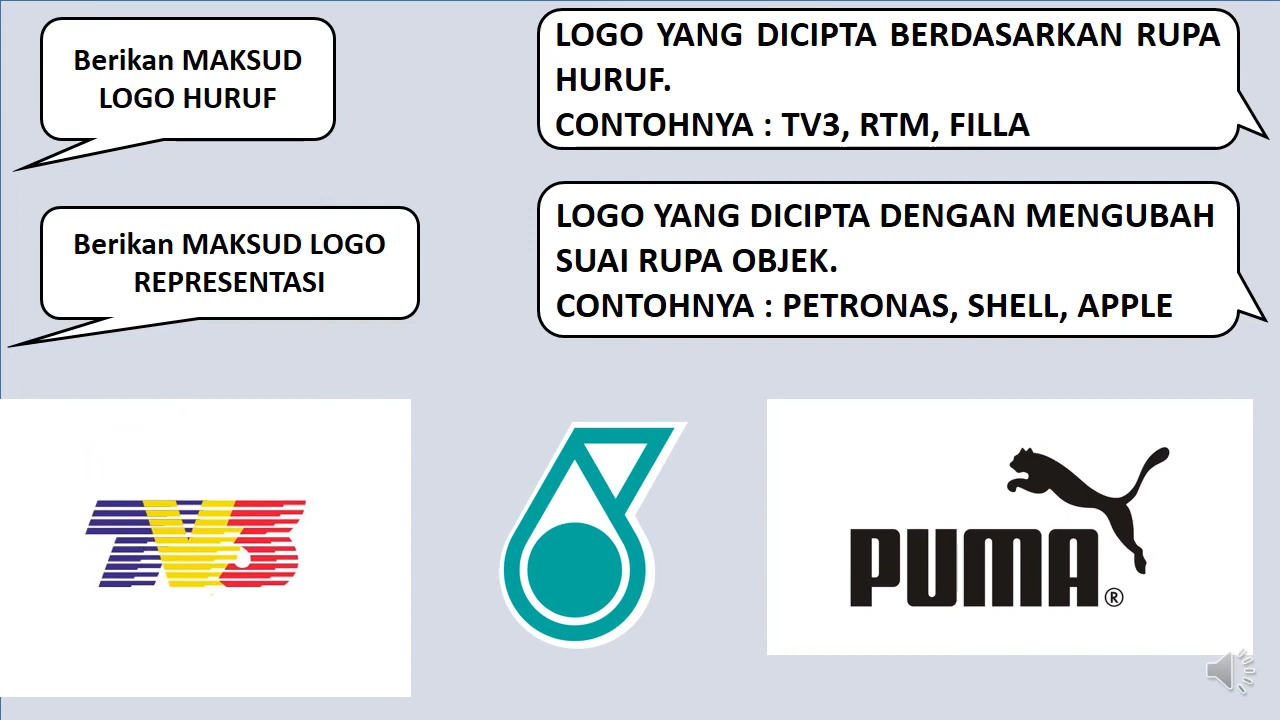 Berikan MAKSUD
LOGO HURUF
LOGO YANG DICIPTA BERDASARKAN RUPA
HURUF.
CONTOHNYA : TV3, RTM, FILLA
Berikan MAKSUD LOGO
REPRESENTASI
LOGO YANG DICIPTA DENGAN MENGUBAH
SUAI RUPA OBJEK.
CONTOHNYA : PETRONAS, SHELL, APPLE
TV3
PUMA®